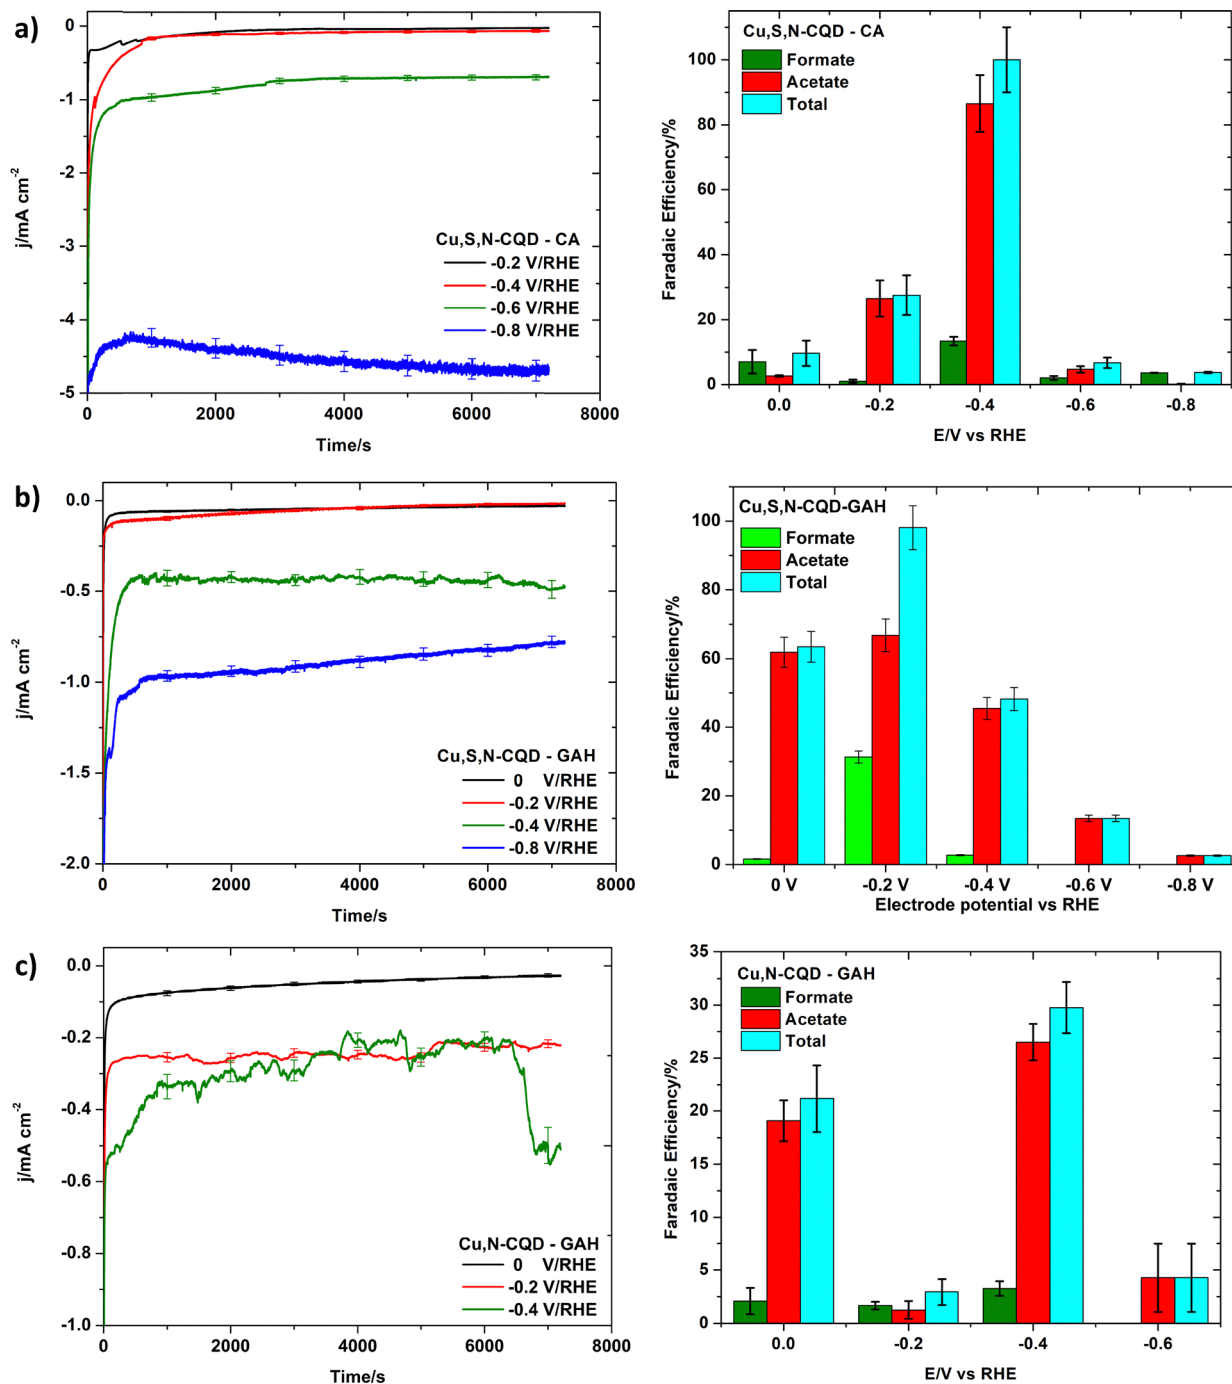 a)
0
-1
-2
-3
-4
-5
j/mA cm-2
Cu,S,N-CQD - CA
-0.2 V/RHE
-0.4 V/RHE
-0.6 V/RHE
-0.8 V/RHE
0
2000
4000
6000
8000
Time/s
Cu,S,N-CQD - CA
Formate
Acetate
Total
100
80
60
40
20
0
Faradaic Efficiency/%
0.0
-0.2
-0.4
-0.6
-0.8
E/V vs RHE
b)
0.0
-0.5
-1.0
-1.5
-2.0
j/mA cm-2
Cu,S,N-CQD - GAH
0 V/RHE
-0.2 V/RHE
-0.4 V/RHE
-0.8 V/RHE
0
2000
4000
6000
8000
Time/s
Cu,S,N-CQD-GAH
Formate
Acetate
Total
100
80
60
40
20
0
Faradaic Efficiency/%
0 V
-0.2 V
-0.4 V
-0.6 V
-0.8 V
Electrode potential vs RHE
c)
0.0
-0.2
-0.4
-0.6
-0.8
-1.0
j/mA cm-2
Cu,N-CQD - GAH
0 V/RHE
-0.2 V/RHE
-0.4 V/RHE
0
2000
4000
6000
8000
Time/s
Cu,N-CQD - GAH
Formate
Acetate
Total
35
30
25
20
15
10
5
0
Faradaic Efficiency/%
0.0
-0.2
-0.4
-0.6
E/V vs RHE